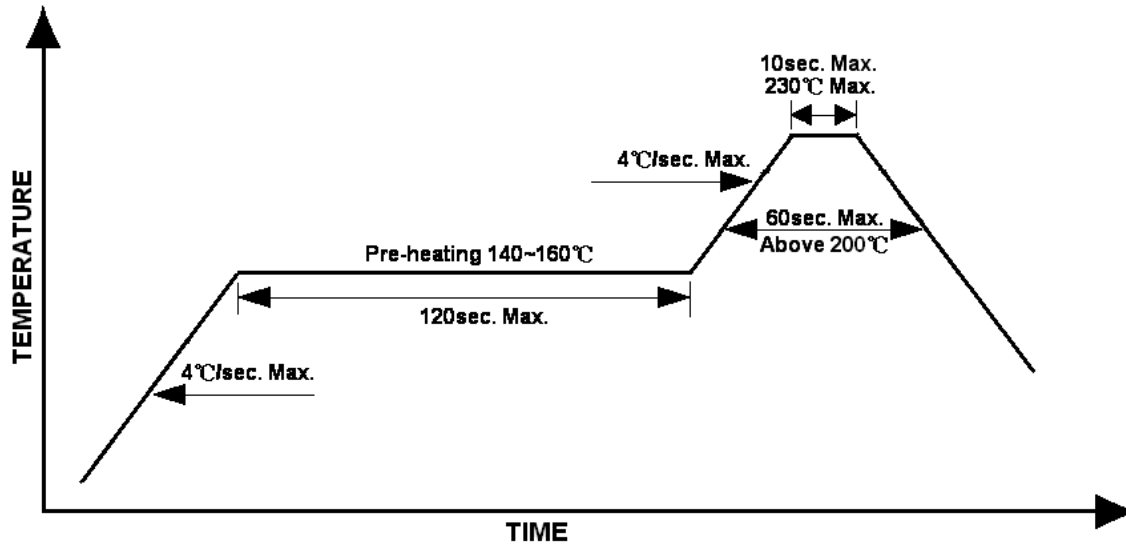 10sec. Max.
230℃ Max.
4℃/sec. Max.
60sec. Max.
Above 200℃
Pre-heating 140~160℃
120sec. Max.
4℃/sec. Max.
TEMPERATURE
TIME